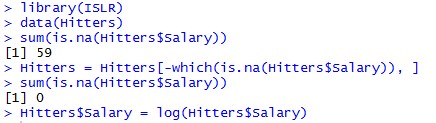 > library(ISLR)
> data(Hitters)
> sum(is.na(Hitters$Salary))
[1] 59
> Hitters = Hitters[-which(is.na(Hitters$Salary)), ]
> sum(is.na(Hitters$Salary))
[1] 0
> Hitters$Salary = log(Hitters$Salary)